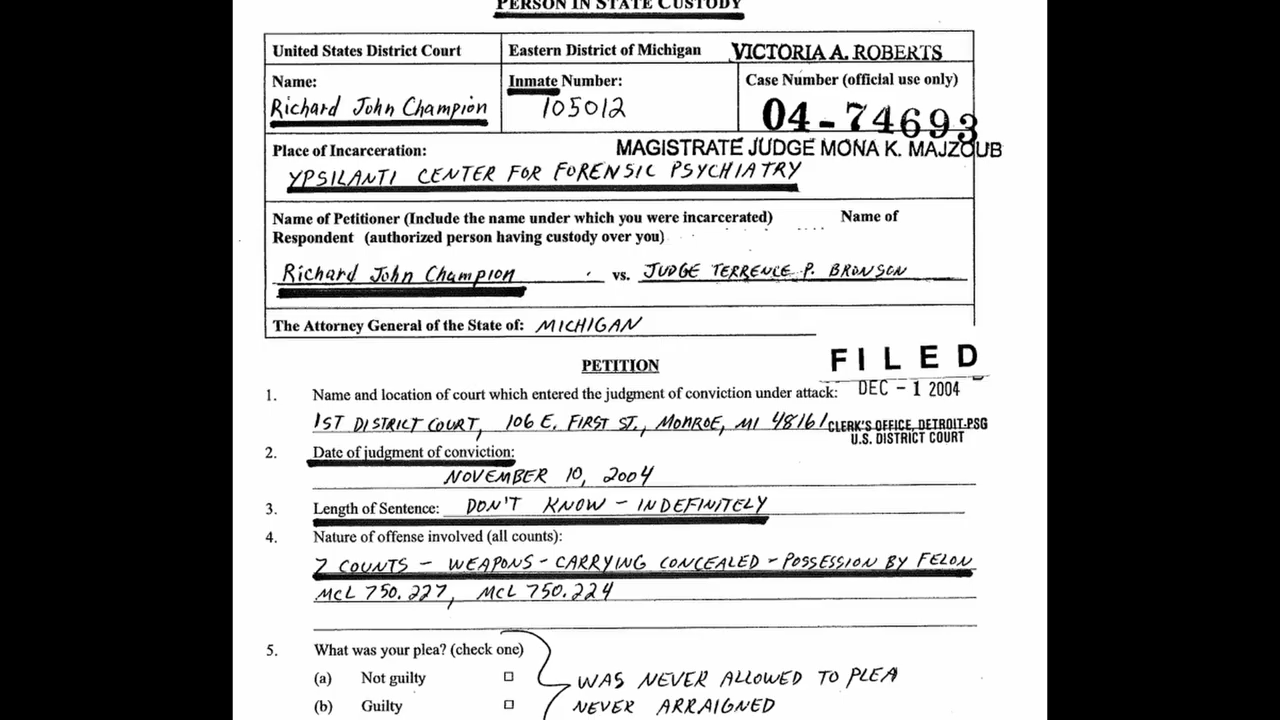 PERSON IN STATE CUSTODY
United States District Court
Eastern District of Michigan
VICTORIA A. ROBERTS
Name:
Richard John Champion
Inmate Number:
105012
Case Number (official use only)
04-74693
Place of Incarceration:
MAGISTRATE JUDGE MONA K. MAJZOUB
YPSILANTI CENTER FOR FORENSIC PSYCHIATRY
Name of Petitioner (Include the name under which you were incarcerated) Name of
Respondent (authorized person having custody over you)
Richard John Champion vs. JUDGE TERRENCE P. BRONSON
The Attorney General of the State of: MICHIGAN
PETITION
FILED
1. Name and location of court which entered the judgment of conviction under attack:
DEC - 1 2004
1ST DISTRICT COURT, 106 E. FIRST ST., MONROE, MI 48161
CLERK'S OFFICE, DETROIT-PSG
U.S. DISTRICT COURT
2. Date of judgment of conviction:
NOVEMBER 10, 2004
3. Length of Sentence: DON'T KNOW - INDEFINITELY
4. Nature of offense involved (all counts):
7 COUNTS - WEAPONS - CARRYING CONCEALED - POSSESSION BY FELON
MCL 750.227, MCL 750.224
5. What was your plea? (check one)
(a) Not guilty □ WAS NEVER ALLOWED TO PLEA
(b) Guilty □ NEVER ARRAIGNED